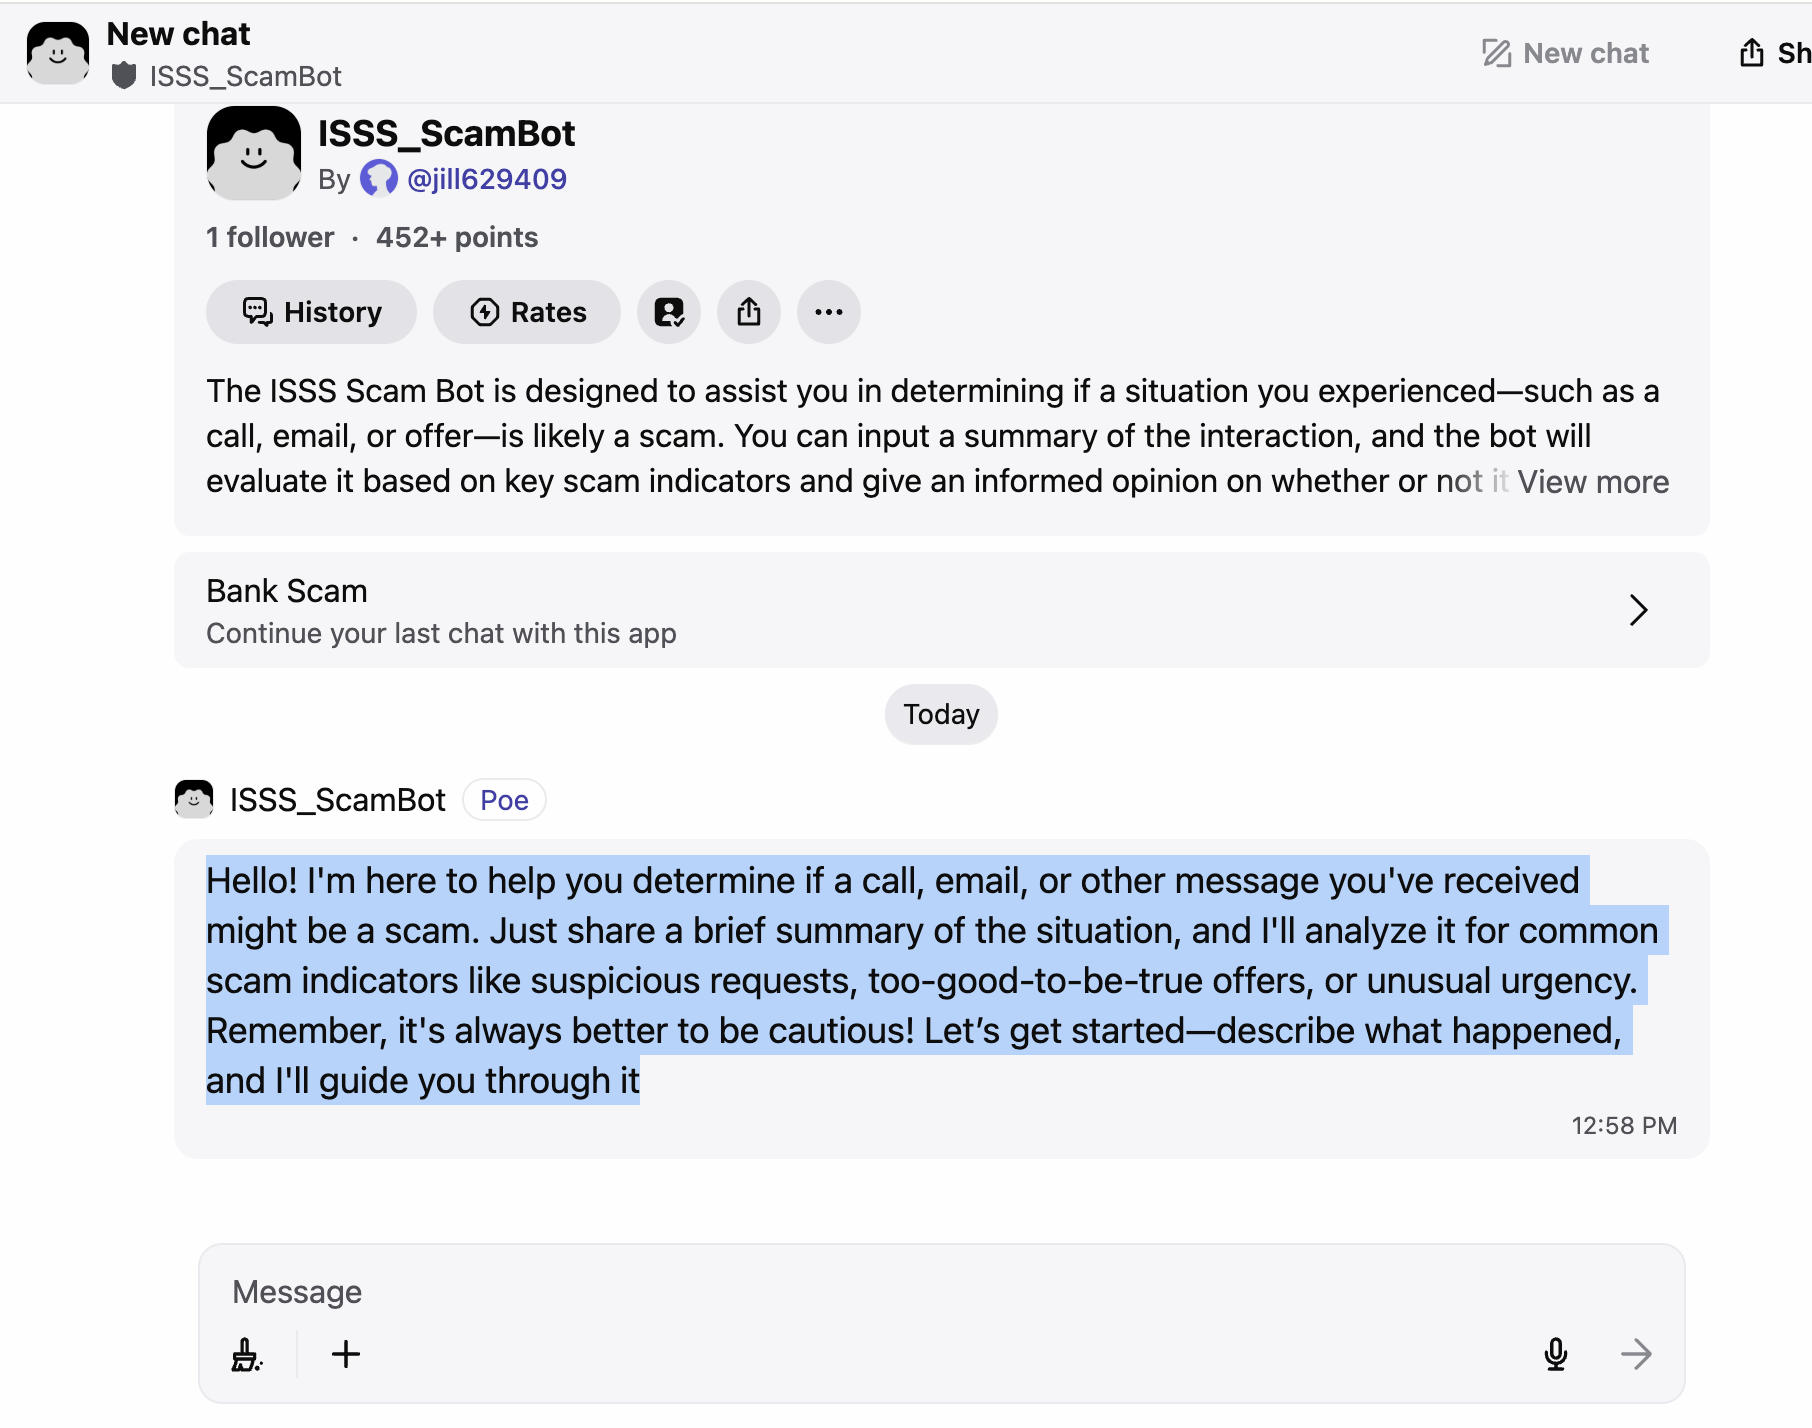 New chat
ISSS_ScamBot
New chat
Sh
ISSS_ScamBot
By @jill629409
1 follower · 452+ points
History
Rates
The ISSS Scam Bot is designed to assist you in determining if a situation you experienced—such as a
call, email, or offer—is likely a scam. You can input a summary of the interaction, and the bot will
evaluate it based on key scam indicators and give an informed opinion on whether or not it View more
Bank Scam
Continue your last chat with this app
Today
ISSS_ScamBot Poe
Hello! I'm here to help you determine if a call, email, or other message you've received
might be a scam. Just share a brief summary of the situation, and I'll analyze it for common
scam indicators like suspicious requests, too-good-to-be-true offers, or unusual urgency.
Remember, it's always better to be cautious! Let’s get started—describe what happened,
and I'll guide you through it
12:58 PM
Message